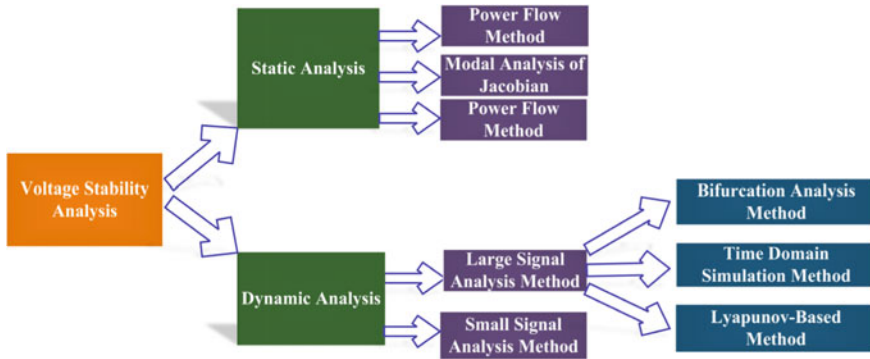 Voltage Stability
Analysis
Static Analysis
Power Flow
Method
Modal Analysis of
Jacobian
Power Flow
Method
Dynamic Analysis
Large Signal
Analysis Method
Small Signal
Analysis Method
Bifurcation Analysis
Method
Time Domain
Simulation Method
Lyapunov-Based
Method